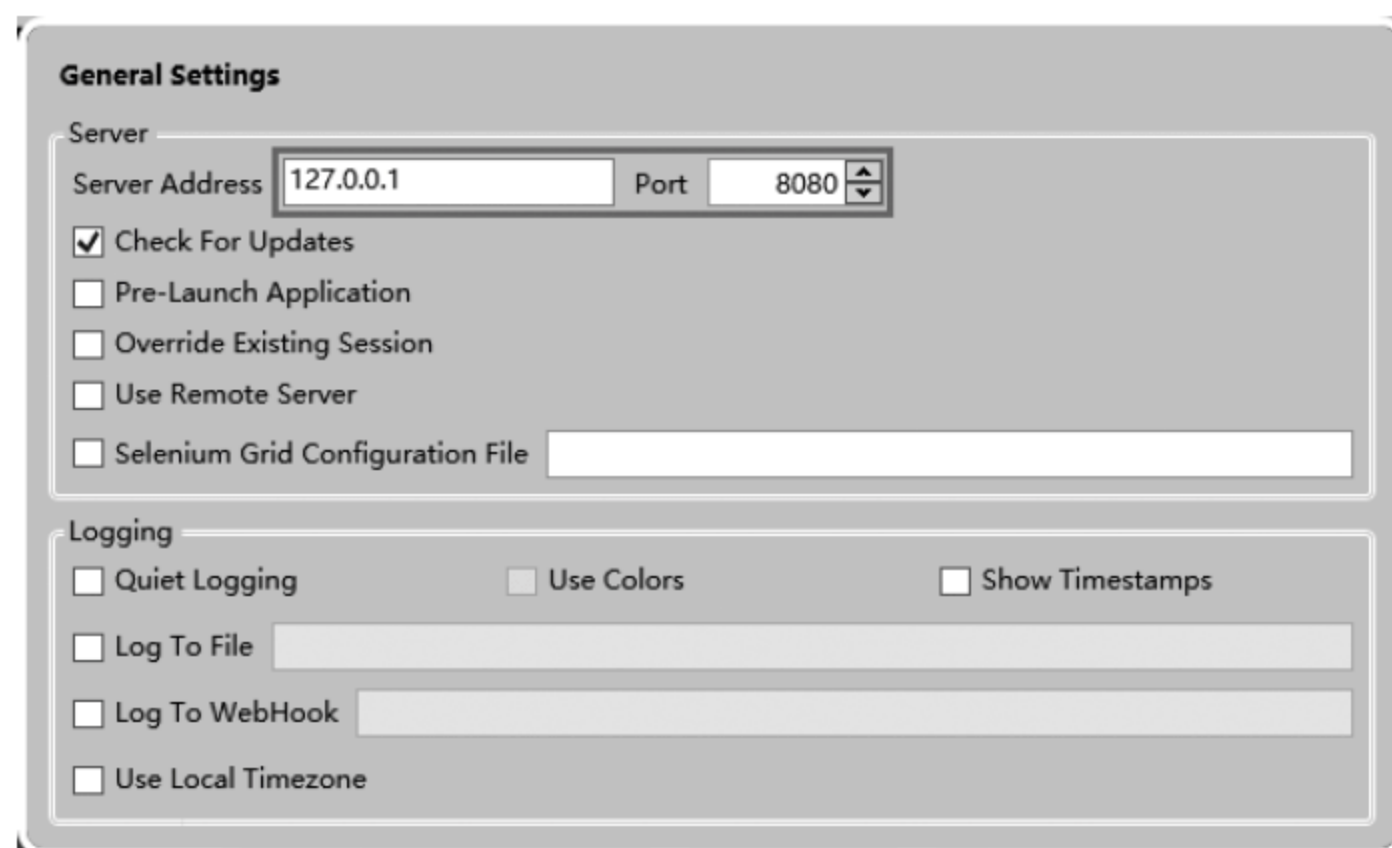 General Settings
Server
Server Address 127.0.0.1 Port 8080
Check For Updates
Pre-Launch Application
Override Existing Session
Use Remote Server
Selenium Grid Configuration File
Logging
Quiet Logging Use Colors Show Timestamps
Log To File
Log To WebHook
Use Local Timezone